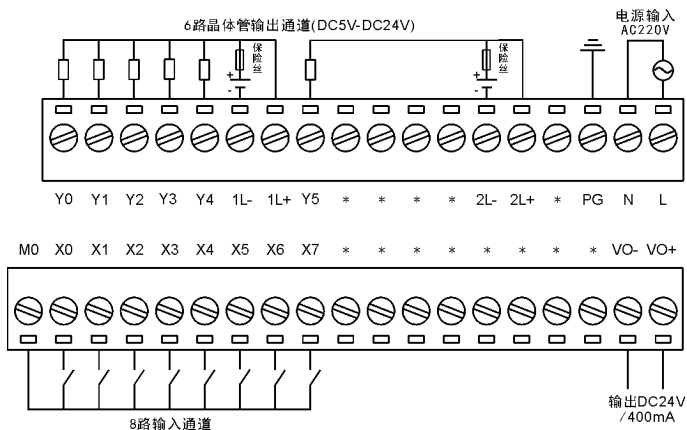 6路晶体管输出通道(DC5V-DC24V)
电源输入
AC220V
保险丝
保险丝
+
-
+
-
Y0 Y1 Y2 Y3 Y4 1L- 1L+ Y5 * * * * 2L- 2L+ * PG N L
M0 X0 X1 X2 X3 X4 X5 X6 X7 * * * * * * * * VO- VO+
8路输入通道
输出DC24V
/400mA